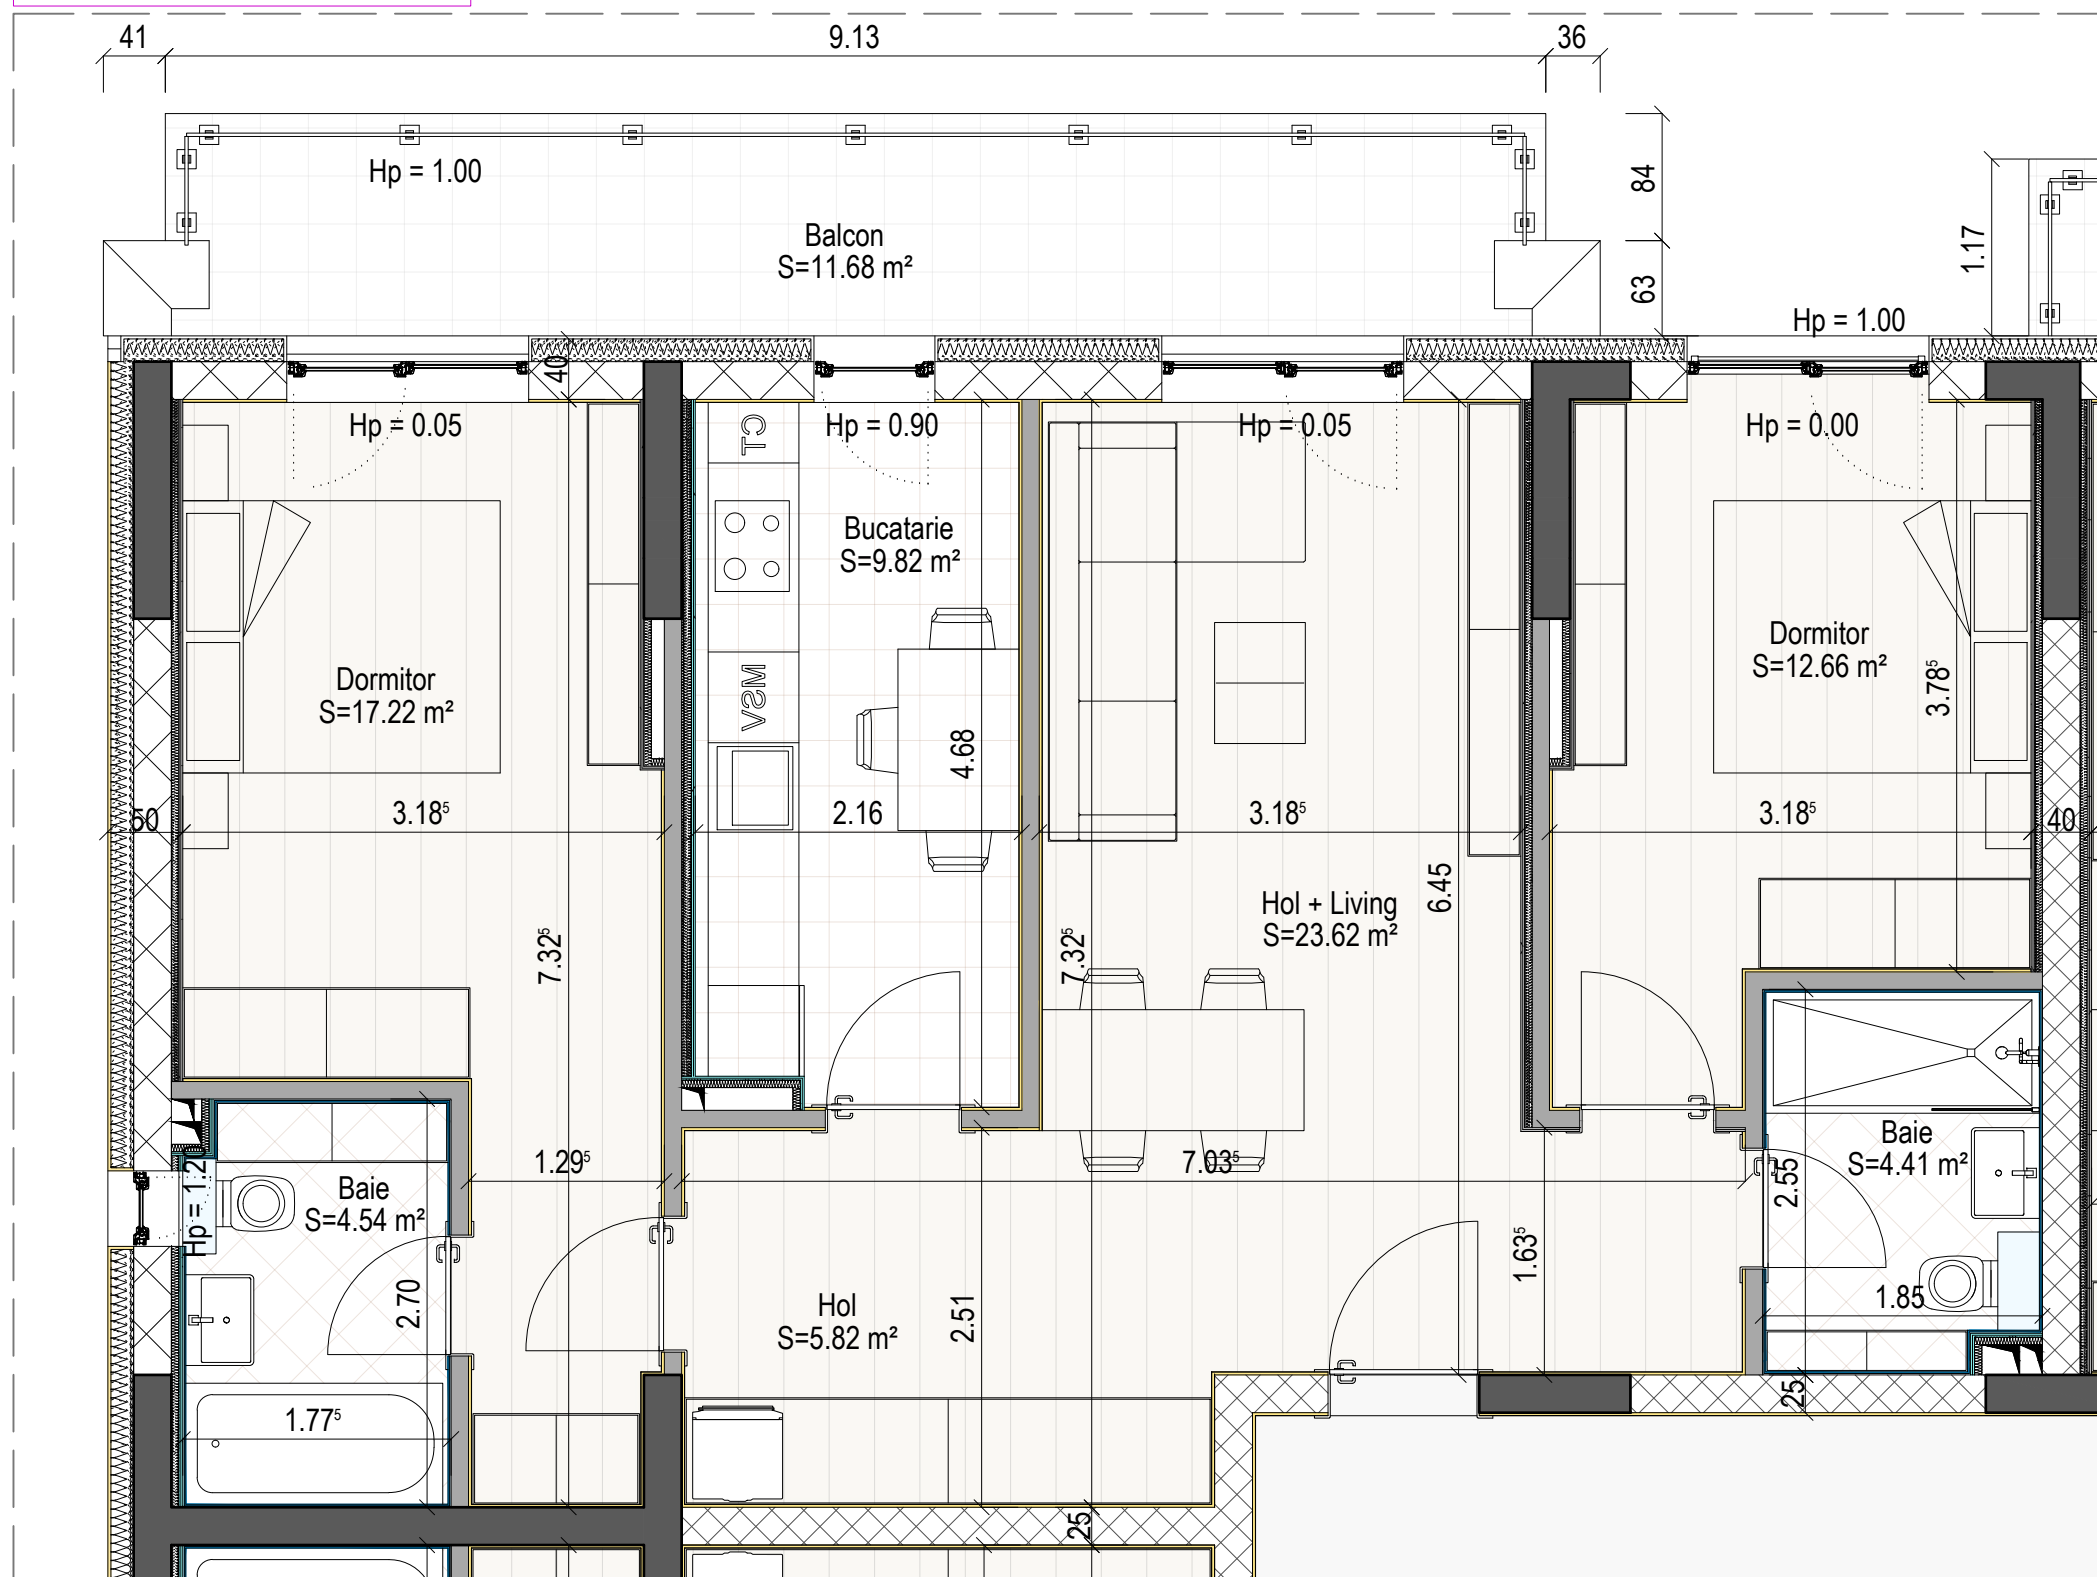 41
9.13
36
Hp = 1.00
84
Balcon
S=11.68 m²
1.17
63
Hp = 1.00
40
Hp = 0.05
CT
Hp = 0.90
Hp = 0.05
Hp = 0.00
Bucatarie
S=9.82 m²
Dormitor
S=12.66 m²
Dormitor
S=17.22 m²
MSV
3.78⁵
4.68
50
3.18⁵
2.16
3.18⁵
3.18⁵
40
6.45
Hol + Living
S=23.62 m²
7.32⁵
7.32⁵
Baie
S=4.41 m²
1.29⁵
7.03⁵
2.55
Hp = 1.2
Baie
S=4.54 m²
1.63⁵
2.70
Hol
S=5.82 m²
2.51
1.85
25
1.77⁵
25